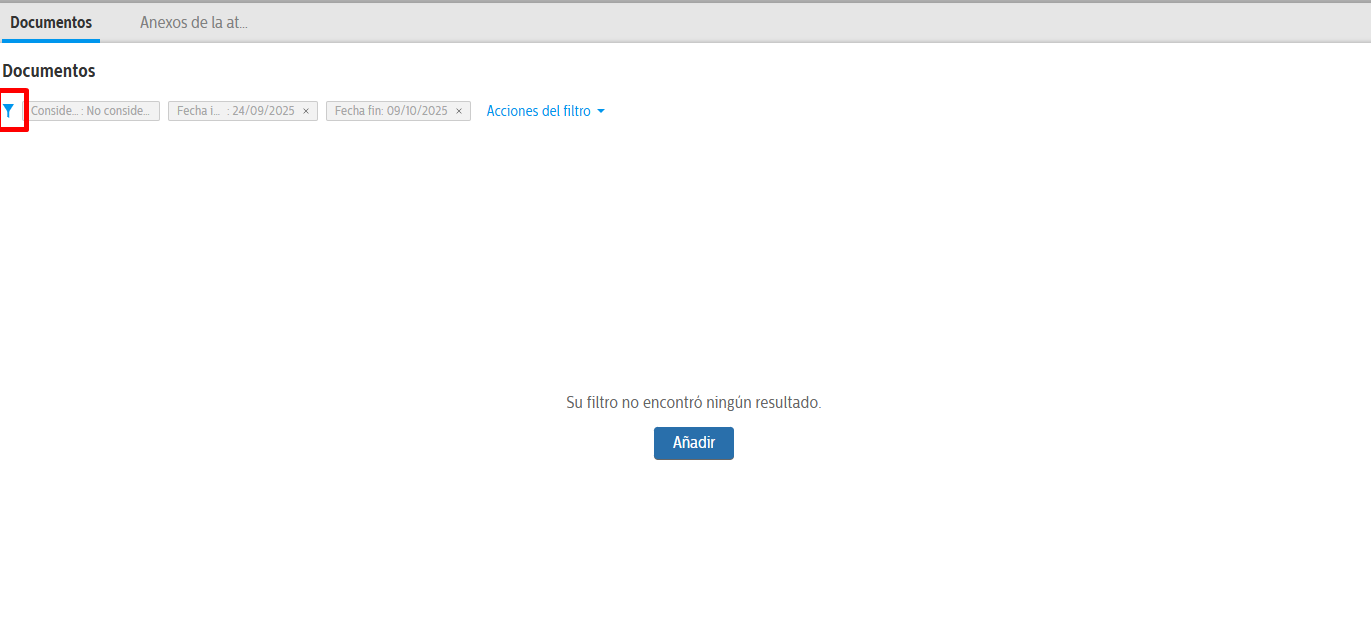 Documentos Anexos de la at...
Documentos
Conside... : No conside... Fecha i... : 24/09/2025 × Fecha fin: 09/10/2025 × Acciones del filtro
Su filtro no encontró ningún resultado.
Añadir